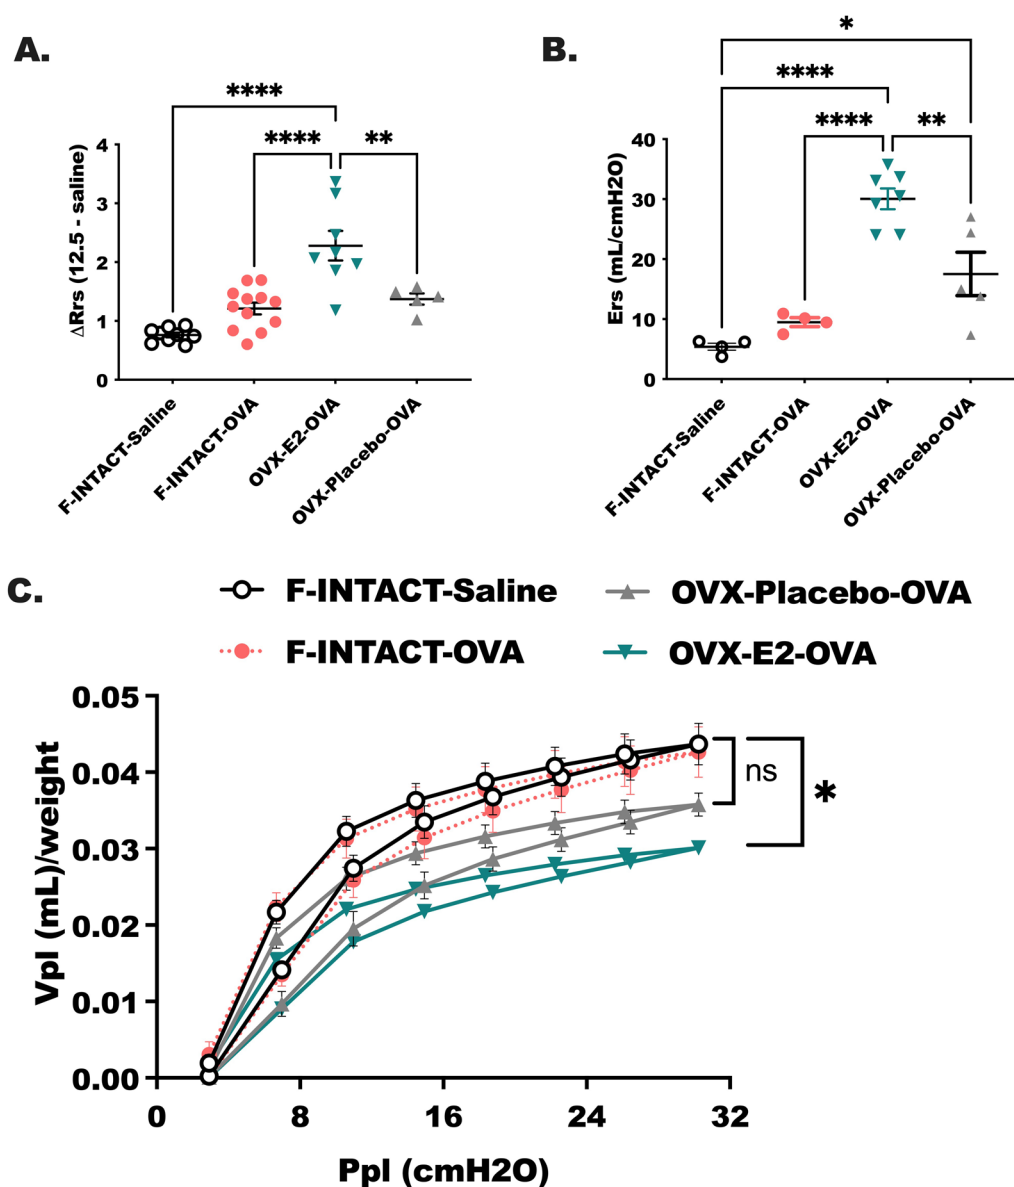 A.
****
**** **
ΔRrs (12.5 - saline)
4
3
2
1
0
F-INTACT-Saline
F-INTACT-OVA
OVX-E2-OVA
OVX-Placebo-OVA
B.
*
****
**** **
Ers (mL/cmH2O)
40
30
20
10
0
F-INTACT-Saline
F-INTACT-OVA
OVX-E2-OVA
OVX-Placebo-OVA
C.
F-INTACT-Saline OVX-Placebo-OVA
F-INTACT-OVA OVX-E2-OVA
Vpl (mL)/weight
0.05
0.04
0.03
0.02
0.01
0.00
ns
*
0 8 16 24 32
Ppl (cmH2O)